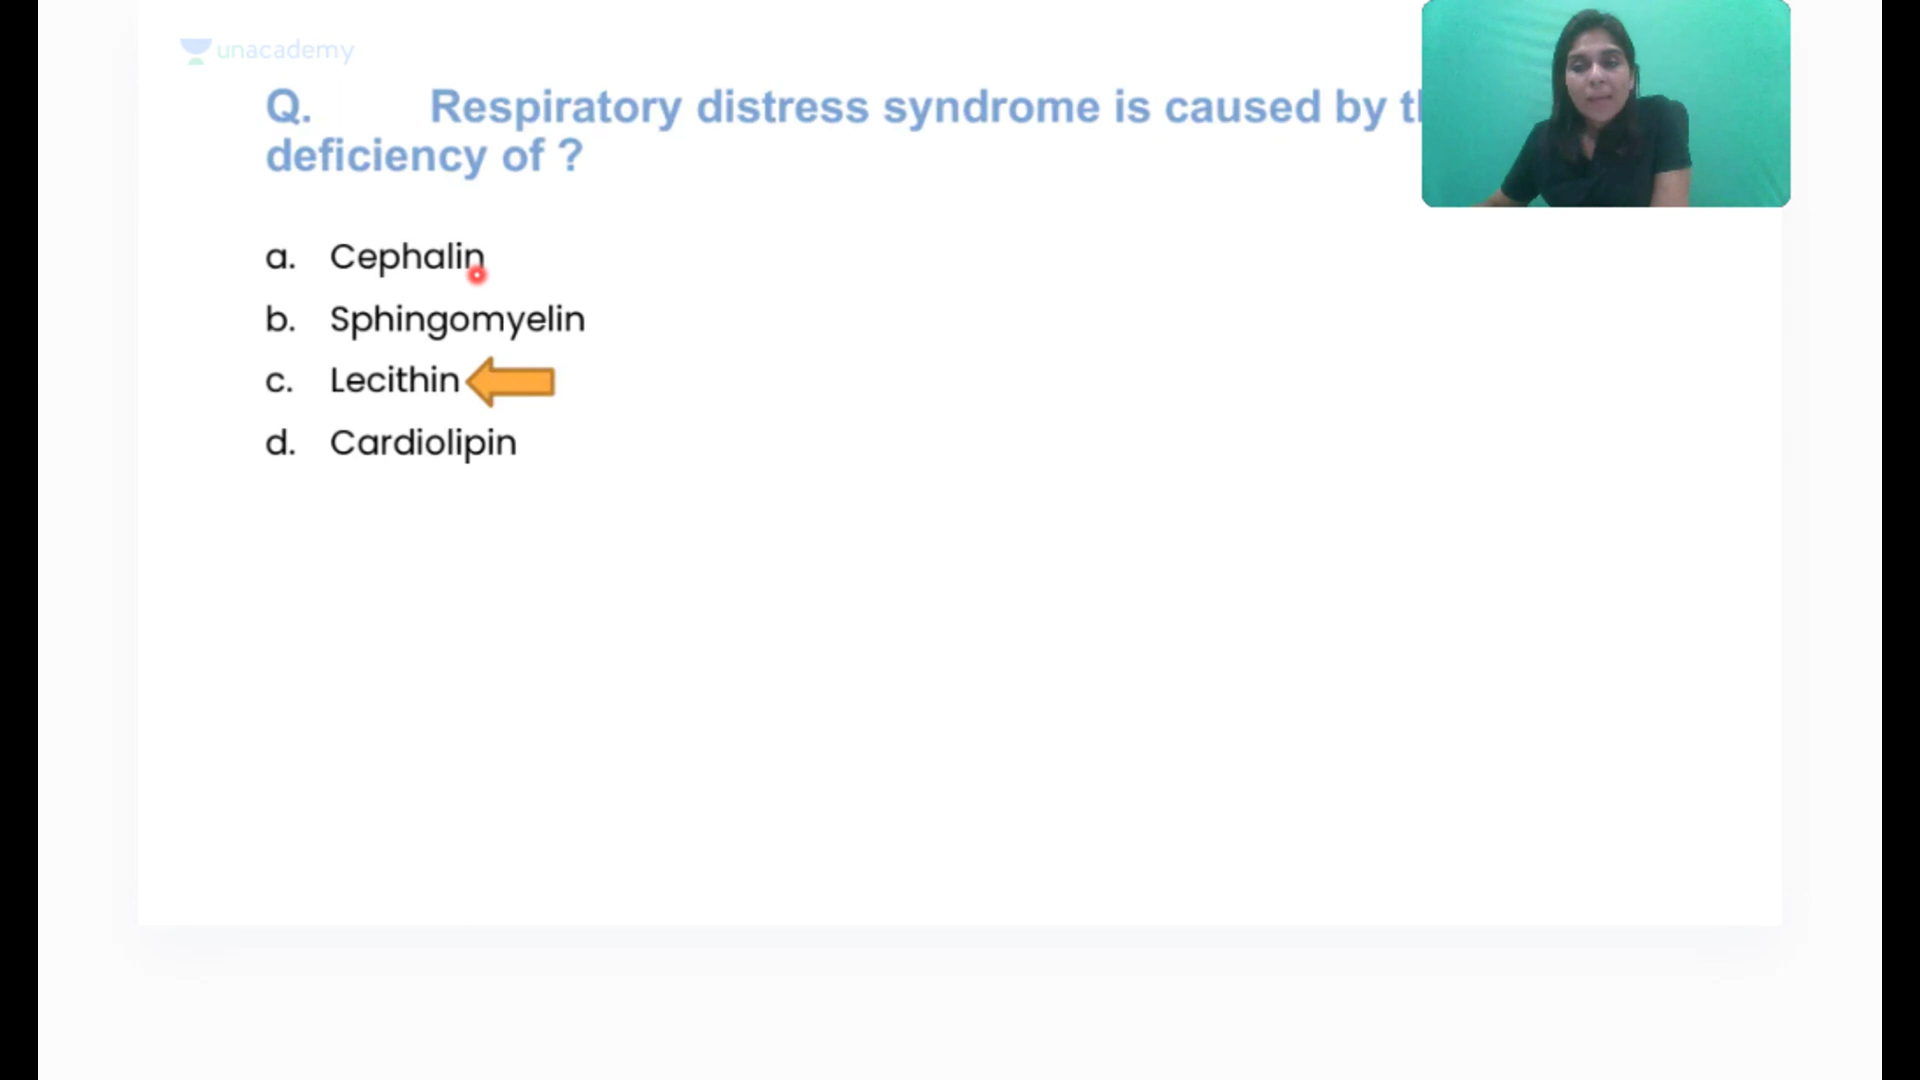 unacademy
Q. Respiratory distress syndrome is caused by
deficiency of ?
a. Cephalin
b. Sphingomyelin
c. Lecithin
d. Cardiolipin